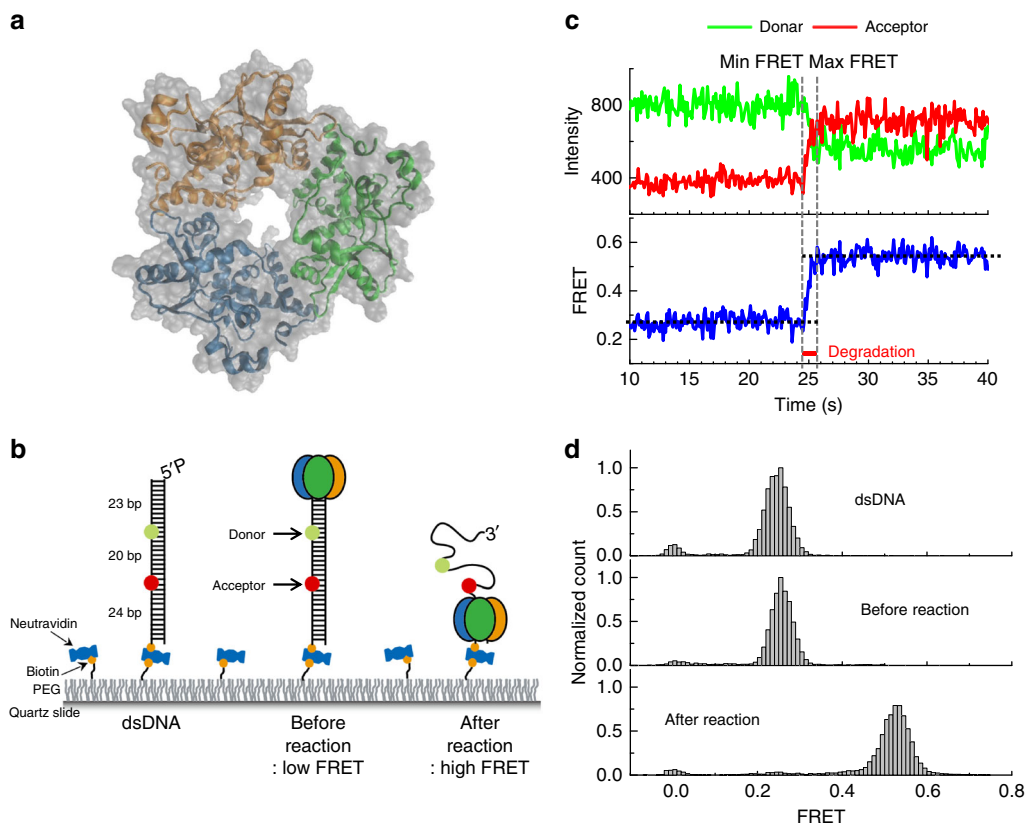 a
b
5′P
23 bp
20 bp
24 bp
Donor
Acceptor
3′
Neutravidin
Biotin
PEG
Quartz slide
dsDNA
Before
reaction
: low FRET
After
reaction
: high FRET
c
Donar Acceptor
Min FRET Max FRET
800
400
Intensity
0.6
0.4
0.2
FRET
Degradation
10 15 20 25 30 35 40
Time (s)
d
1.0
0.5
0.0
dsDNA
1.0
0.5
0.0
Before reaction
1.0
0.5
0.0
After reaction
Normalized count
0.0 0.2 0.4 0.6 0.8
FRET